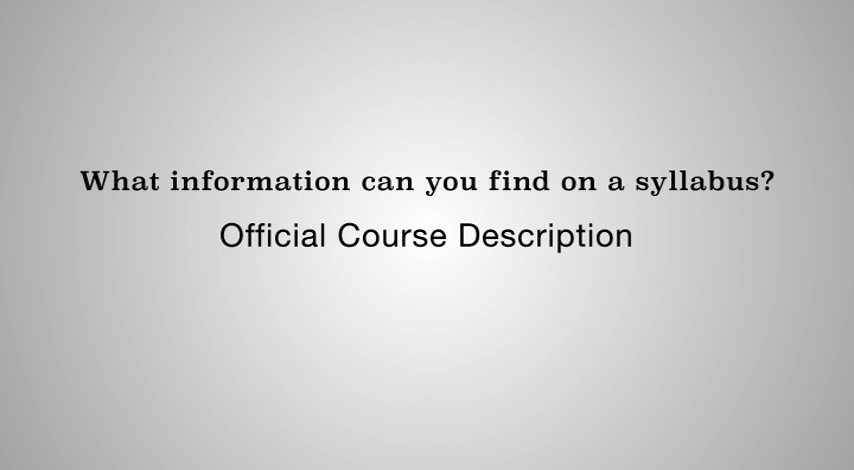 What information can you find on a syllabus?
Official Course Description